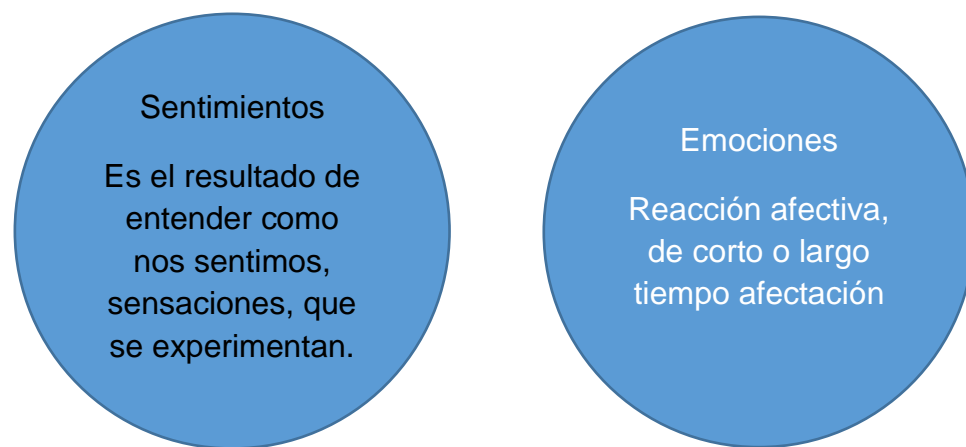 Sentimientos
Es el resultado de
entender como
nos sentimos,
sensaciones, que
se experimentan.
Emociones
Reacción afectiva,
de corto o largo
tiempo afectación